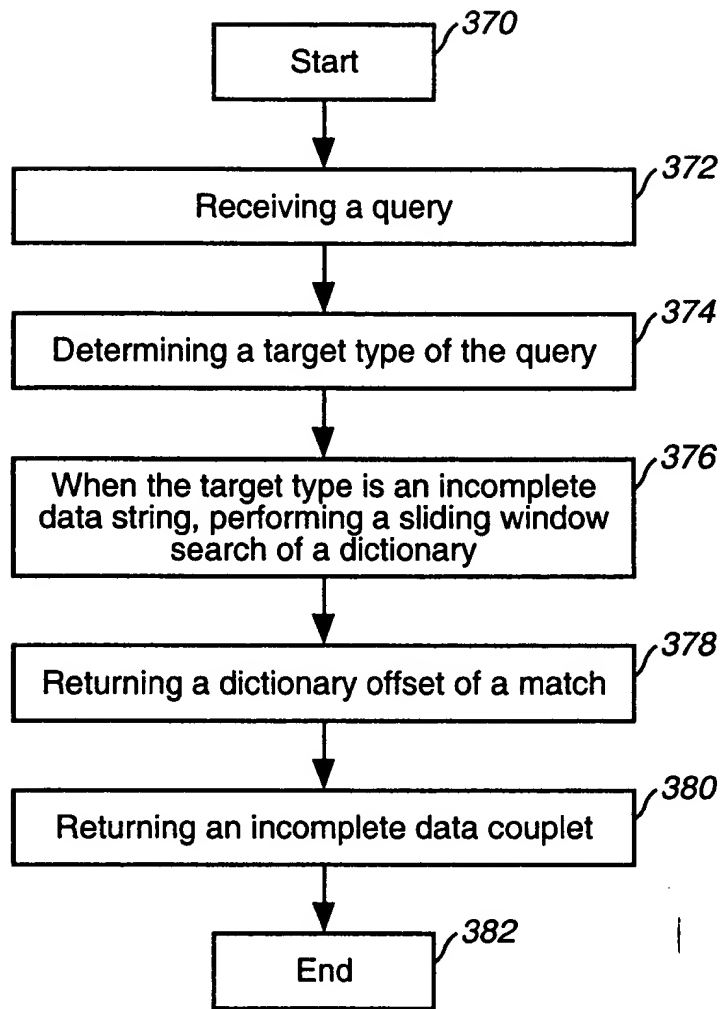 370
Start
372
Receiving a query
374
Determining a target type of the query
376
When the target type is an incomplete
data string, performing a sliding window
search of a dictionary
378
Returning a dictionary offset of a match
380
Returning an incomplete data couplet
382
End